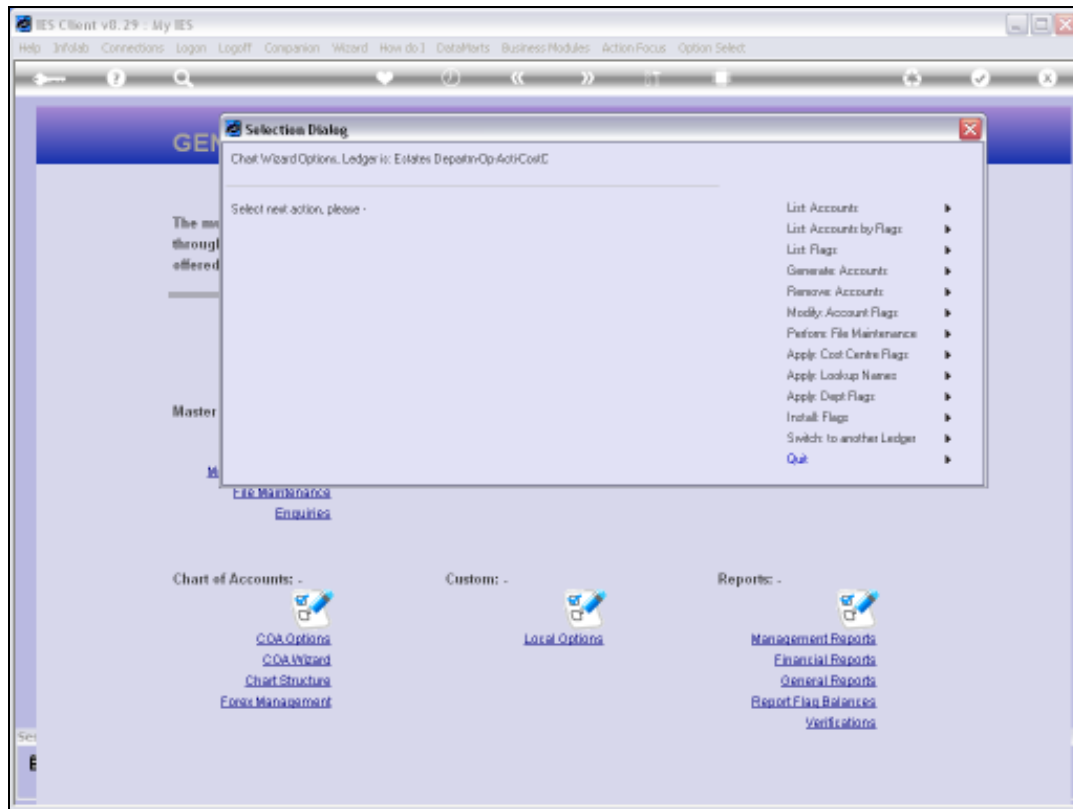 IES Client v8.29 : My IES
Help Infolab Connections Logon Logoff Companion Wizard How do I DataMarts Business Modules Action Focus Option Select
GEN
Selection Dialog
Chart Wizard Options, Ledger is: Estates Departm-Op-Acti-CostC
Select next action, please -
List: Accounts
List: Accounts by Flags
List: Flags
Generate: Accounts
Remove: Accounts
Modify: Account Flags
Perform: File Maintenance
Apply: Cost Centre Flags
Apply: Lookup Names
Apply: Dept Flags
Install: Flags
Switch: to another Ledger
Quit
The
through
offered
Master
M
File Maintenance
Enquiries
Chart of Accounts: -
COA Options
COA Wizard
Chart Structure
Forex Management
Custom: -
Local Options
Reports: -
Management Reports
Financial Reports
General Reports
Report Flag Balances
Verifications
Se